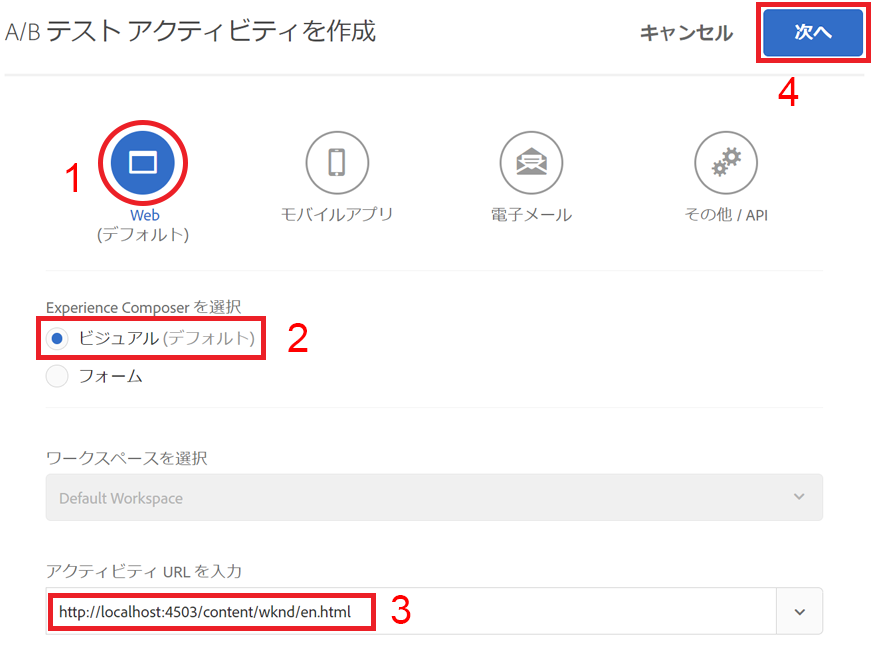 A/B テスト アクティビティを作成
キャンセル
次へ
4
1
Web
(デフォルト)
モバイルアプリ
電子メール
その他 / API
Experience Composer を選択
ビジュアル (デフォルト)
2
フォーム
ワークスペースを選択
Default Workspace
アクティビティ URL を入力
http://localhost:4503/content/wknd/en.html
3